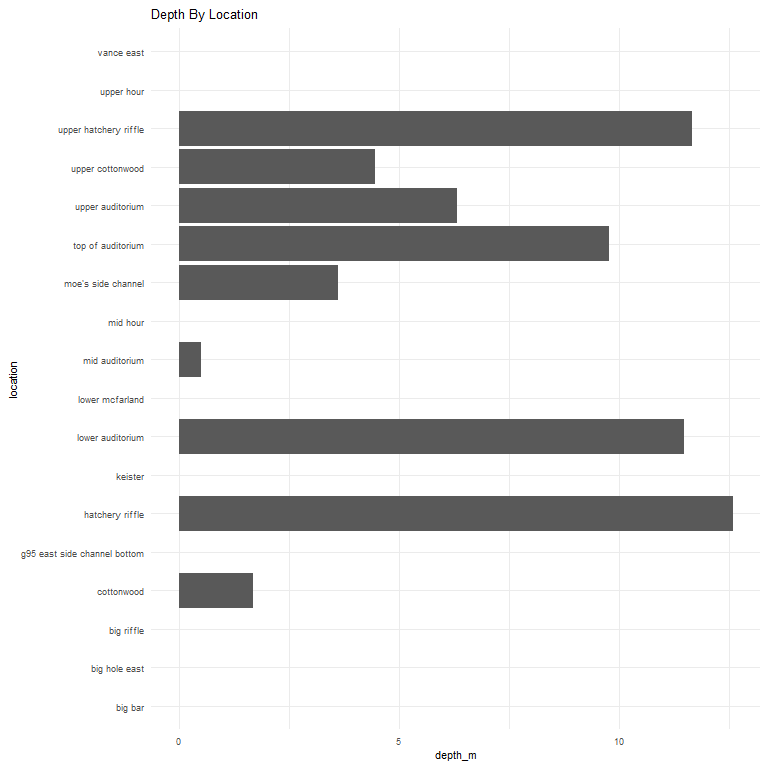 Depth By Location
vance east
upper hour
upper hatchery riffle
upper cottonwood
upper auditorium
top of auditorium
moe's side channel
mid hour
mid auditorium
location
lower mcfarland
lower auditorium
keister
hatchery riffle
g95 east side channel bottom
cottonwood
big riffle
big hole east
big bar
0 5 10
depth_m